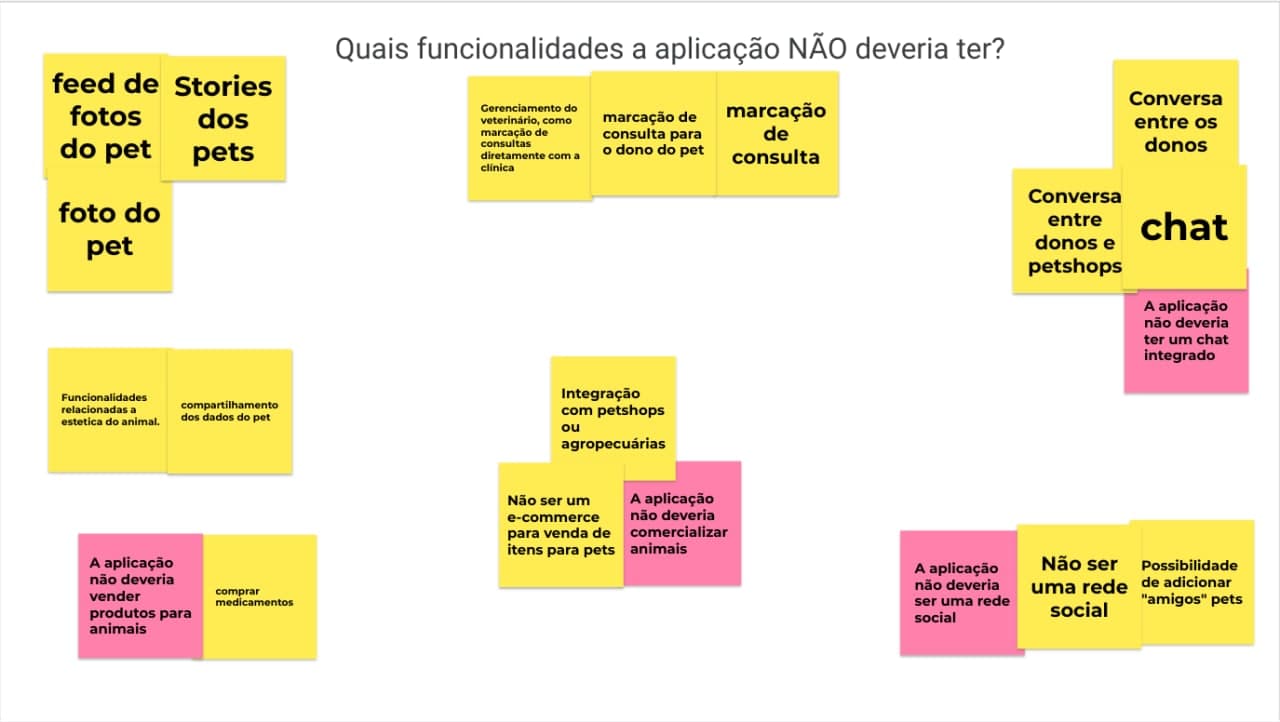 Quais funcionalidades a aplicação NÃO deveria ter?
feed de
fotos
do pet
Stories
dos
pets
foto do
pet
Gerenciamento do
veterinário, como
marcação de
consultas
diretamente com a
clínica
marcação de
consulta para
o dono do pet
marcação
de
consulta
Conversa
entre os
donos
Conversa
entre
donos e
petshops
chat
A aplicação
não deveria
ter um chat
integrado
Funcionalidades
relacionadas a
estetica do animal.
compartilhamento
dos dados do pet
Integração
com petshops
ou
agropecuárias
Não ser um
e-commerce
para venda de
itens para pets
A aplicação
não deveria
comercializar
animais
A aplicação
não deveria
vender
produtos para
animais
comprar
medicamentos
A aplicação
não deveria
ser uma rede
social
Não ser
uma rede
social
Possibilidade
de adicionar
"amigos" pets